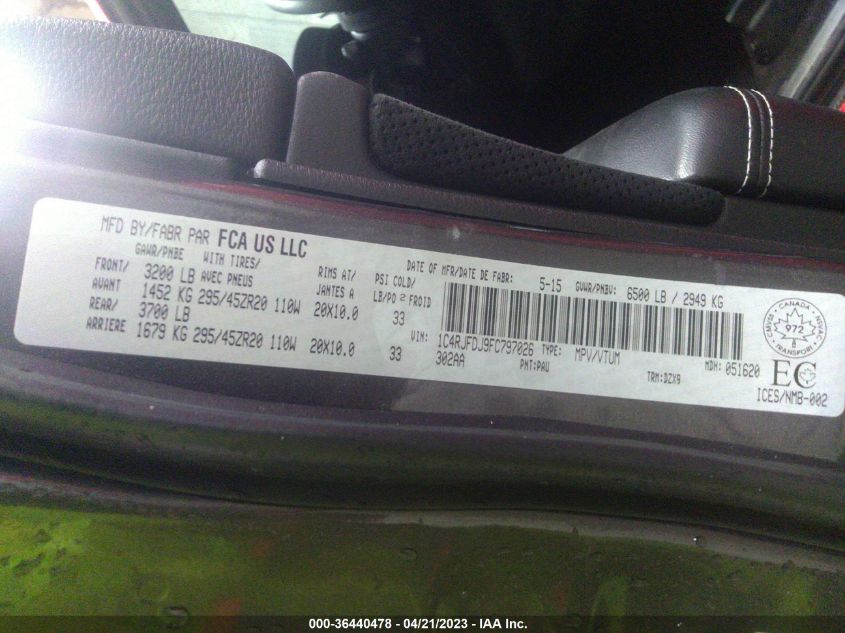 MFD BY/FABR PAR FCA US LLC
GAWR/PNBE WITH TIRES/
FRONT/ 3200 LB AVEC PNEUS RIMS AT/ PSI COLD/
AVANT 1452 KG 295/45ZR20 110W JANTES A LB/PO2 FROID
20X10.0 33
REAR/ 3700 LB
ARRIERE 1679 KG 295/45ZR20 110W 20X10.0 33
DATE OF MFR/DATE DE FABR: 5-15 GVWR/PNBV: 6500 LB / 2949 KG
VIN: 1C4RJFDJ9FC797026 TYPE: MPV/VTUM MDH: 051620
302AA PNT:PAU TRM:DZX9
CANADA
972
TRANSPORT
EC
ICES/NMB-002
000-36440478 - 04/21/2023 - IAA Inc.